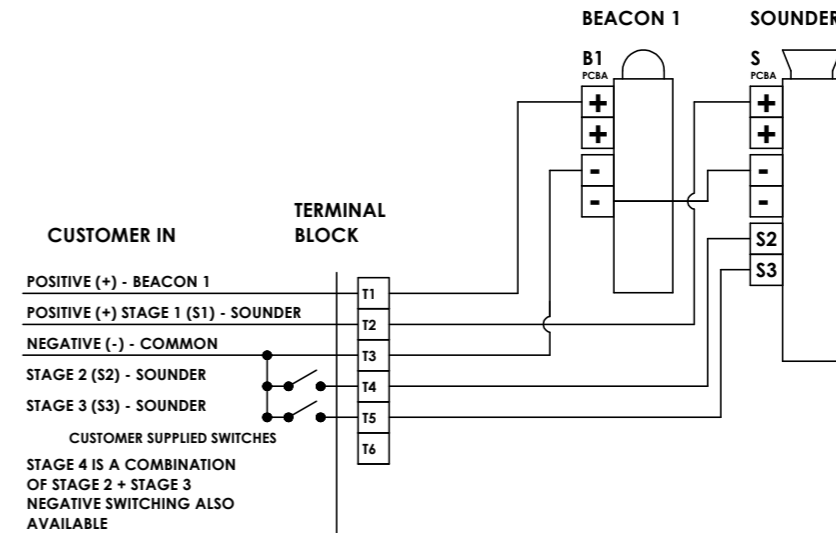 BEACON 1
SOUNDER
B1
PCBA
S
PCBA
+
+
+
+
-
-
-
-
S2
S3
TERMINAL
BLOCK
CUSTOMER IN
POSITIVE (+) - BEACON 1
T1
POSITIVE (+) STAGE 1 (S1) - SOUNDER
T2
NEGATIVE (-) - COMMON
T3
STAGE 2 (S2) - SOUNDER
T4
STAGE 3 (S3) - SOUNDER
T5
CUSTOMER SUPPLIED SWITCHES
T6
STAGE 4 IS A COMBINATION
OF STAGE 2 + STAGE 3
NEGATIVE SWITCHING ALSO
AVAILABLE